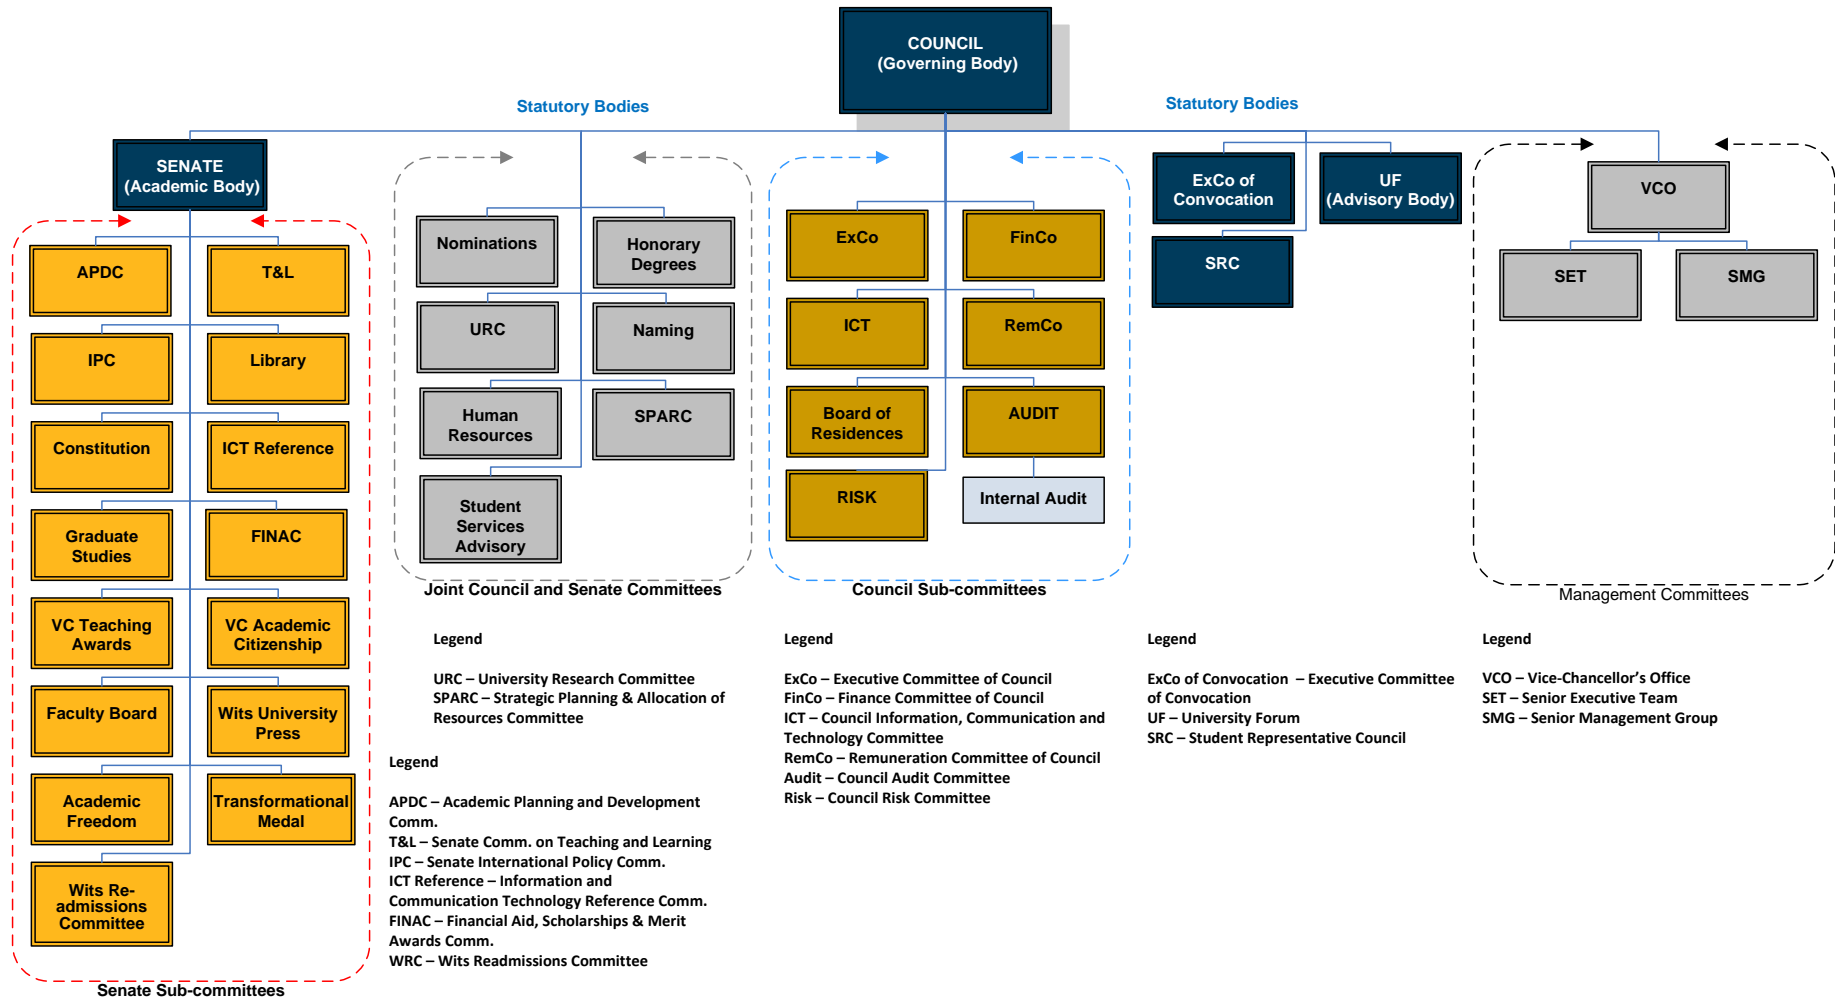 COUNCIL
(Governing Body)
Statutory Bodies
Statutory Bodies
SENATE
(Academic Body)
APDC
T&L
IPC
Library
Constitution
ICT Reference
Graduate
Studies
FINAC
VC Teaching
Awards
VC Academic
Citizenship
Faculty Board
Wits University
Press
Academic
Freedom
Transformational
Medal
Wits Re-
admissions
Committee
Senate Sub-committees
Nominations
Honorary
Degrees
URC
Naming
Human
Resources
SPARC
Student
Services
Advisory
Joint Council and Senate Committees
Legend
URC – University Research Committee
SPARC – Strategic Planning & Allocation of
Resources Committee
Legend
APDC – Academic Planning and Development
Comm.
T&L – Senate Comm. on Teaching and Learning
IPC – Senate International Policy Comm.
ICT Reference – Information and
Communication Technology Reference Comm.
FINAC – Financial Aid, Scholarships & Merit
Awards Comm.
WRC – Wits Readmissions Committee
ExCo
FinCo
ICT
RemCo
Board of
Residences
AUDIT
RISK
Internal Audit
Council Sub-committees
Legend
ExCo – Executive Committee of Council
FinCo – Finance Committee of Council
ICT – Council Information, Communication and
Technology Committee
RemCo – Remuneration Committee of Council
Audit – Council Audit Committee
Risk – Council Risk Committee
ExCo of
Convocation
UF
(Advisory Body)
SRC
Legend
ExCo of Convocation – Executive Committee
of Convocation
UF – University Forum
SRC – Student Representative Council
VCO
SET
SMG
Management Committees
Legend
VCO – Vice-Chancellor's Office
SET – Senior Executive Team
SMG – Senior Management Group